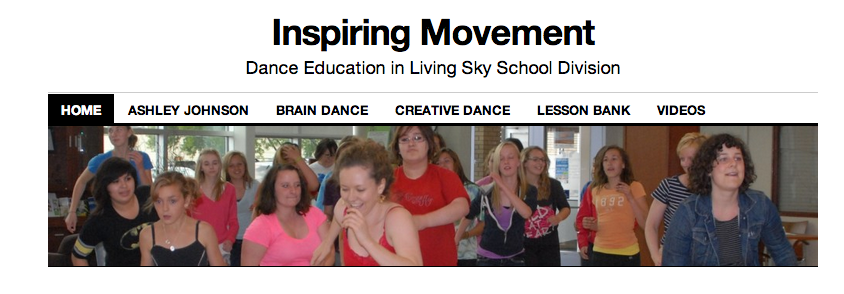 Inspiring Movement
Dance Education in Living Sky School Division
HOME ASHLEY JOHNSON BRAIN DANCE CREATIVE DANCE LESSON BANK VIDEOS
1892